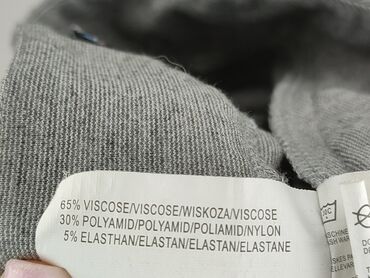 65% VISCOSE/VISCOSE/WISKOZA/VISCOSE
30% POLYAMID/POLYAMID/POLIAMID/NYLON
5% ELASTHAN/ELASTAN/ELASTAN/ELASTANE